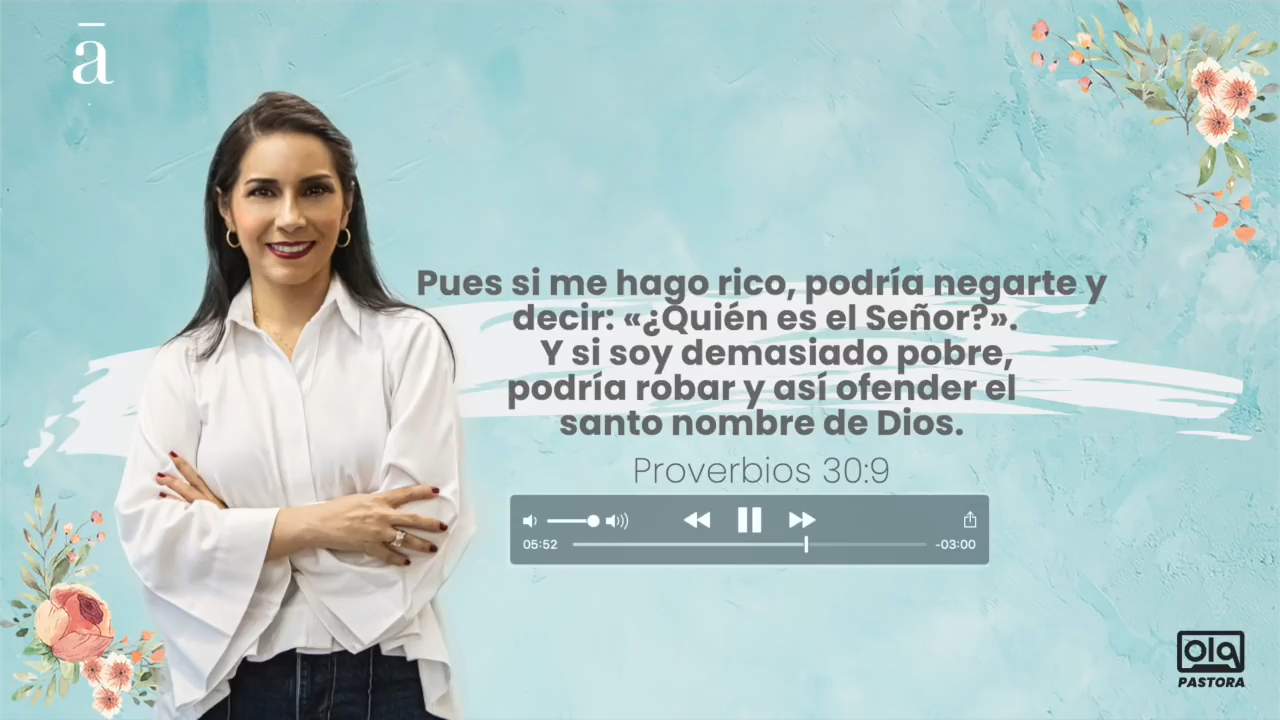 ā
Pues si me hago rico, podría negarte y
decir: «¿Quién es el Señor?».
Y si soy demasiado pobre,
podría robar y así ofender el
santo nombre de Dios.
Proverbios 30:9
05:52
-03:00
Ola
PASTORA